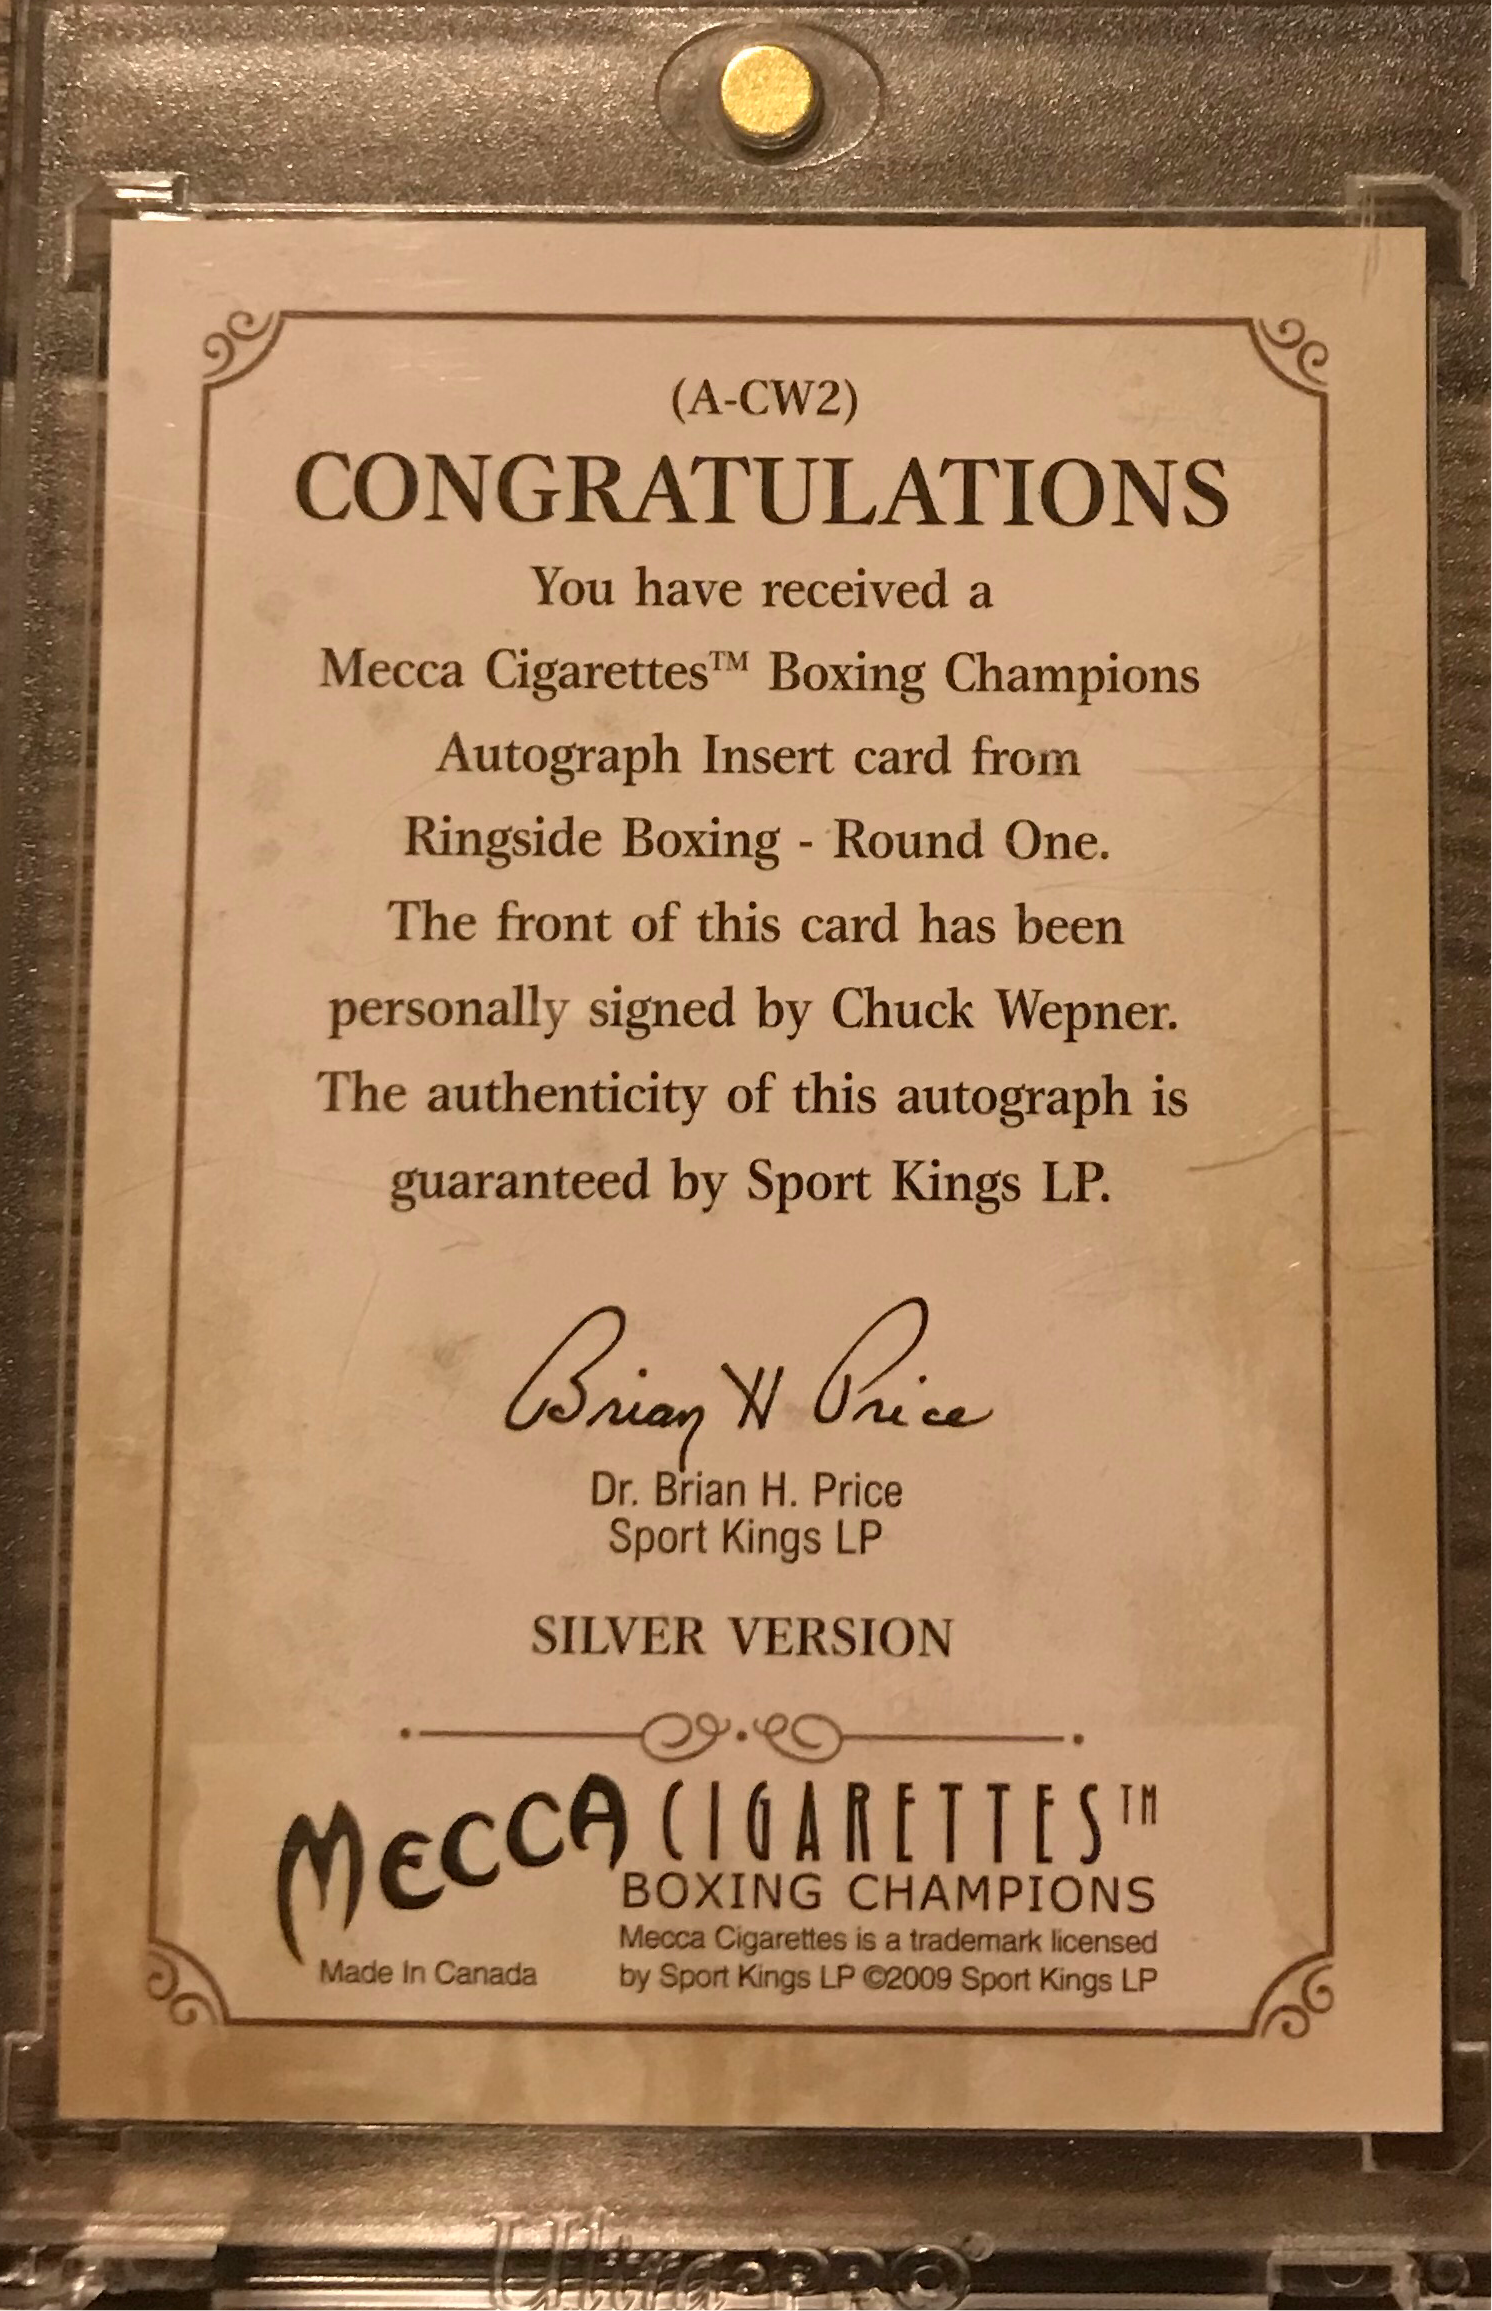 (A-CW2)
CONGRATULATIONS
You have received a
Mecca Cigarettes™ Boxing Champions
Autograph Insert card from
Ringside Boxing - Round One.
The front of this card has been
personally signed by Chuck Wepner.
The authenticity of this autograph is
guaranteed by Sport Kings LP.
Brian H Price
Dr. Brian H. Price
Sport Kings LP
SILVER VERSION
MECCA CIGARETTES™
BOXING CHAMPIONS
Mecca Cigarettes is a trademark licensed
by Sport Kings LP ©2009 Sport Kings LP
Made In Canada
Ultra-PRO®